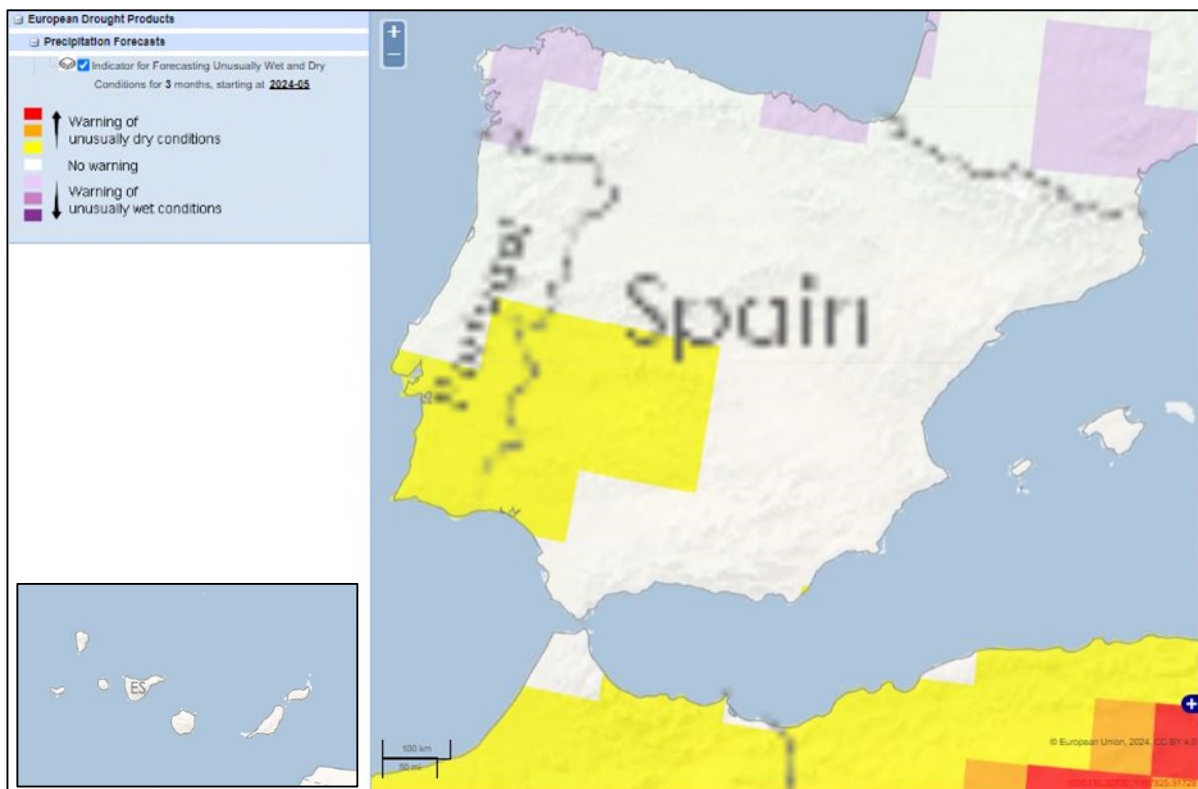 European Drought Products
Precipitation Forecasts
Indicator for Forecasting Unusually Wet and Dry
Conditions for 3 months, starting at 2024-05
Warning of
unusually dry conditions
No warning
Warning of
unusually wet conditions
+
−
Spain
ES
100 km
50 mi
+
© European Union, 2024, CC BY 4.0